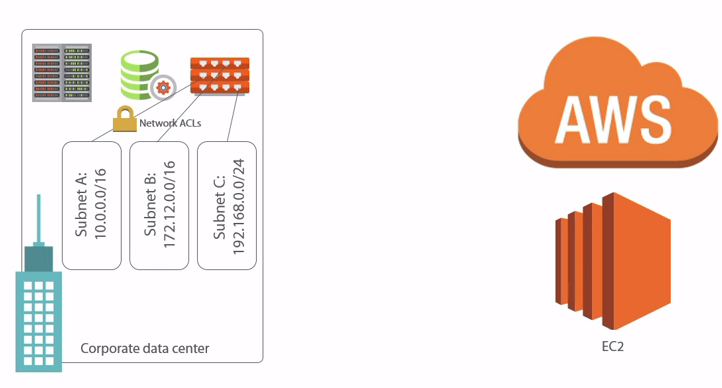 Network ACLs
Subnet A:
10.0.0.0/16
Subnet B:
172.12.0.0/16
Subnet C:
192.168.0.0/24
Corporate data center
AWS
EC2